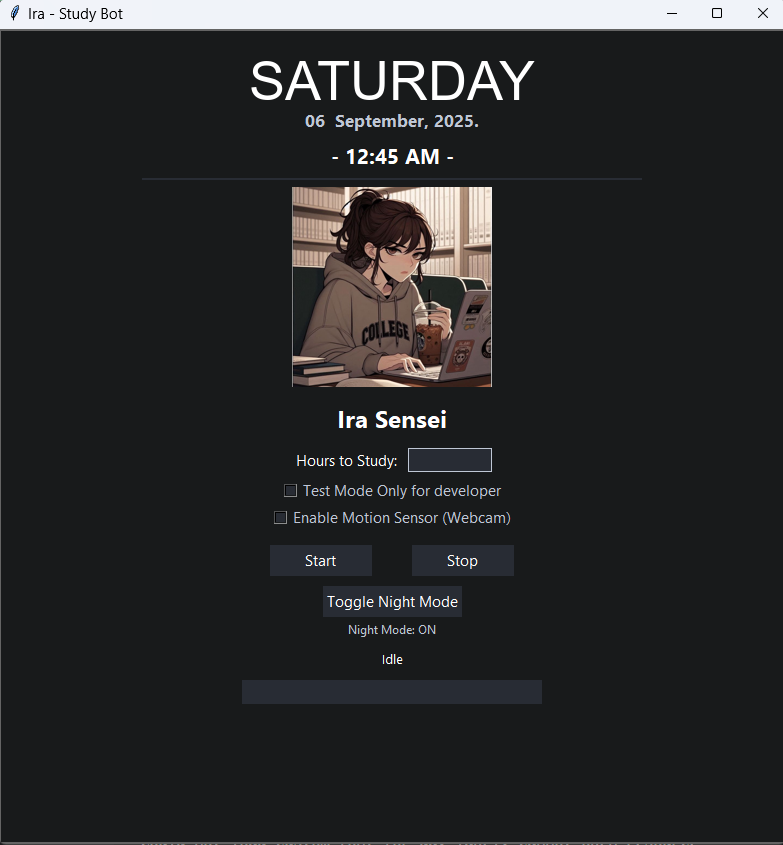 Ira - Study Bot
SATURDAY
06  September, 2025.
- 12:45 AM -
COLLEGE
Ira Sensei
Hours to Study:
Test Mode Only for developer
Enable Motion Sensor (Webcam)
Start Stop
Toggle Night Mode
Night Mode: ON
Idle